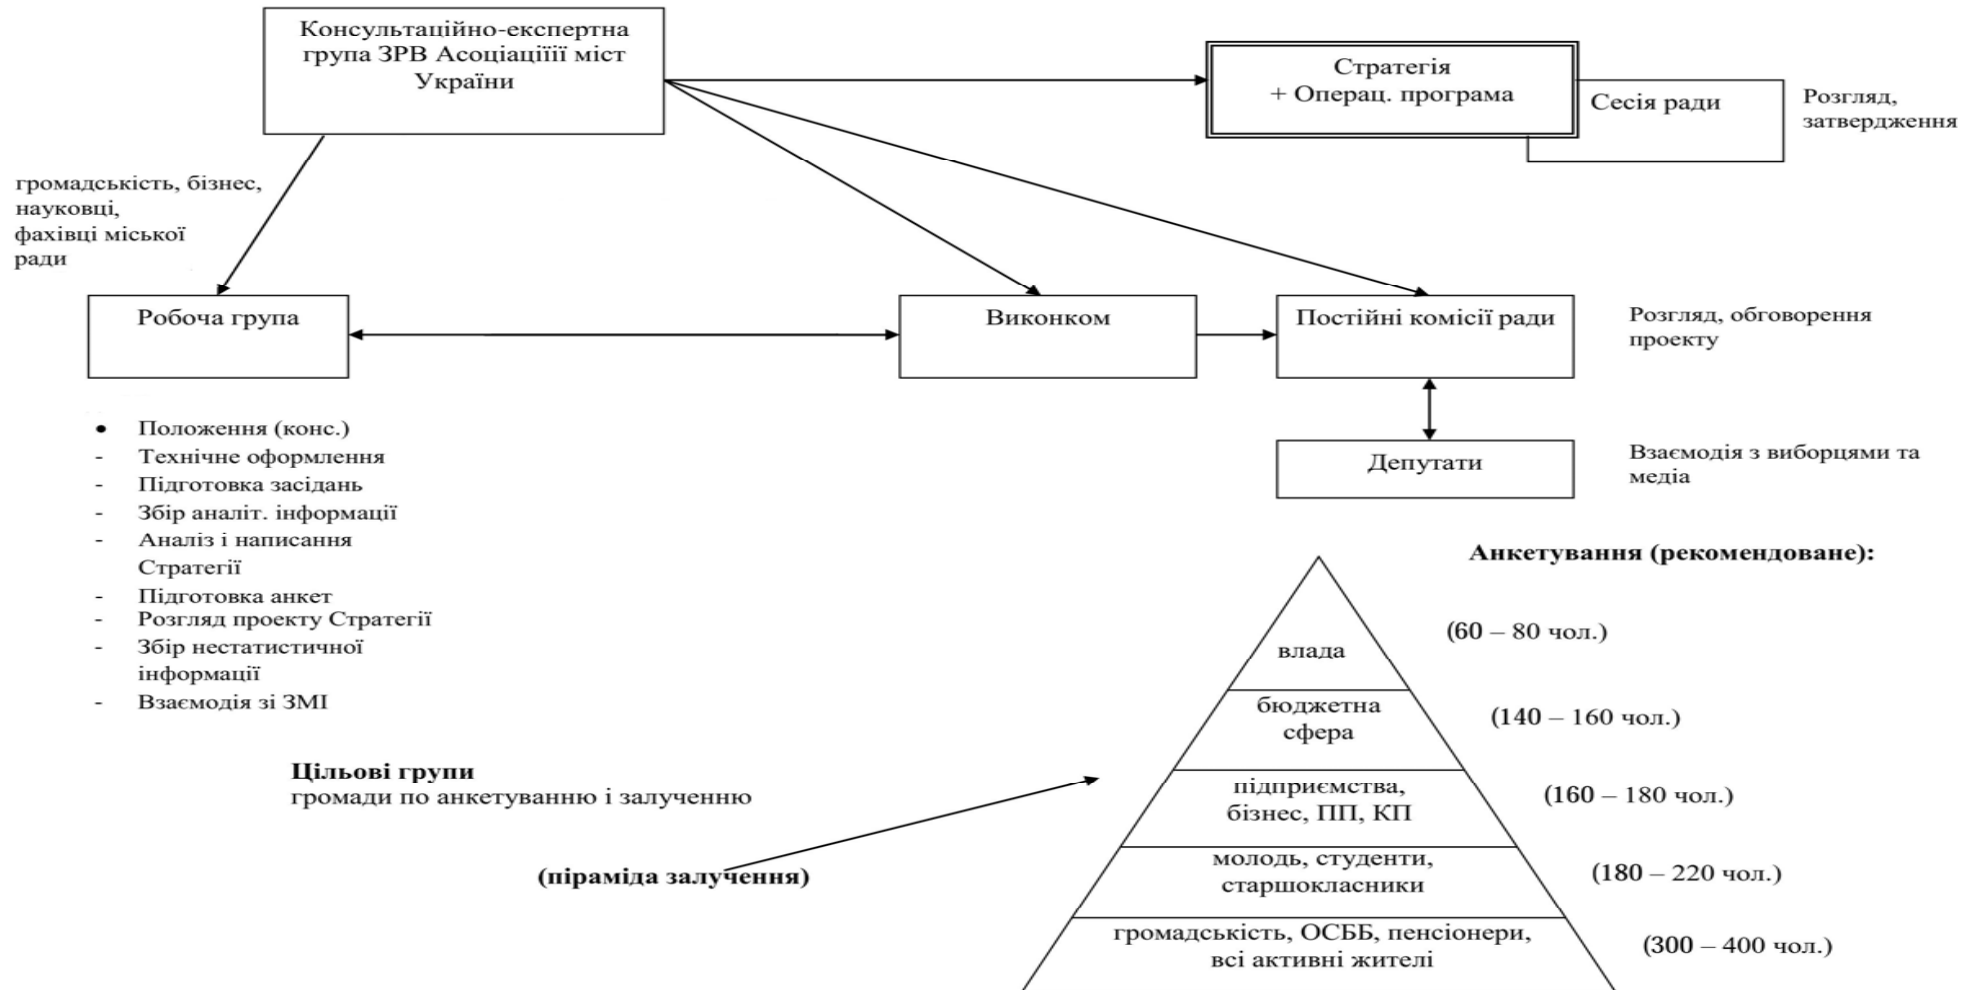 Консультаційно-експертна
група ЗРВ Асоціаціїії міст
України
Стратегія
+ Операц. програма
Сесія ради
Розгляд,
затвердження
громадськість, бізнес,
науковці,
фахівці міської
ради
Робоча група
Виконком
Постійні комісії ради
Розгляд, обговорення
проекту
Депутати
Взаємодія з виборцями та
медіа
• Положення (конс.)
- Технічне оформлення
- Підготовка засідань
- Збір аналіт. інформації
- Аналіз і написання
Стратегії
- Підготовка анкет
- Розгляд проекту Стратегії
- Збір нестатистичної
інформації
- Взаємодія зі ЗМІ
Цільові групи
громади по анкетуванню і залученню
(піраміда залучення)
Анкетування (рекомендоване):
влада
(60 – 80 чол.)
бюджетна
сфера
(140 – 160 чол.)
підприємства,
бізнес, ПП, КП
(160 – 180 чол.)
молодь, студенти,
старшокласники
(180 – 220 чол.)
громадськість, ОСББ, пенсіонери,
всі активні жителі
(300 – 400 чол.)